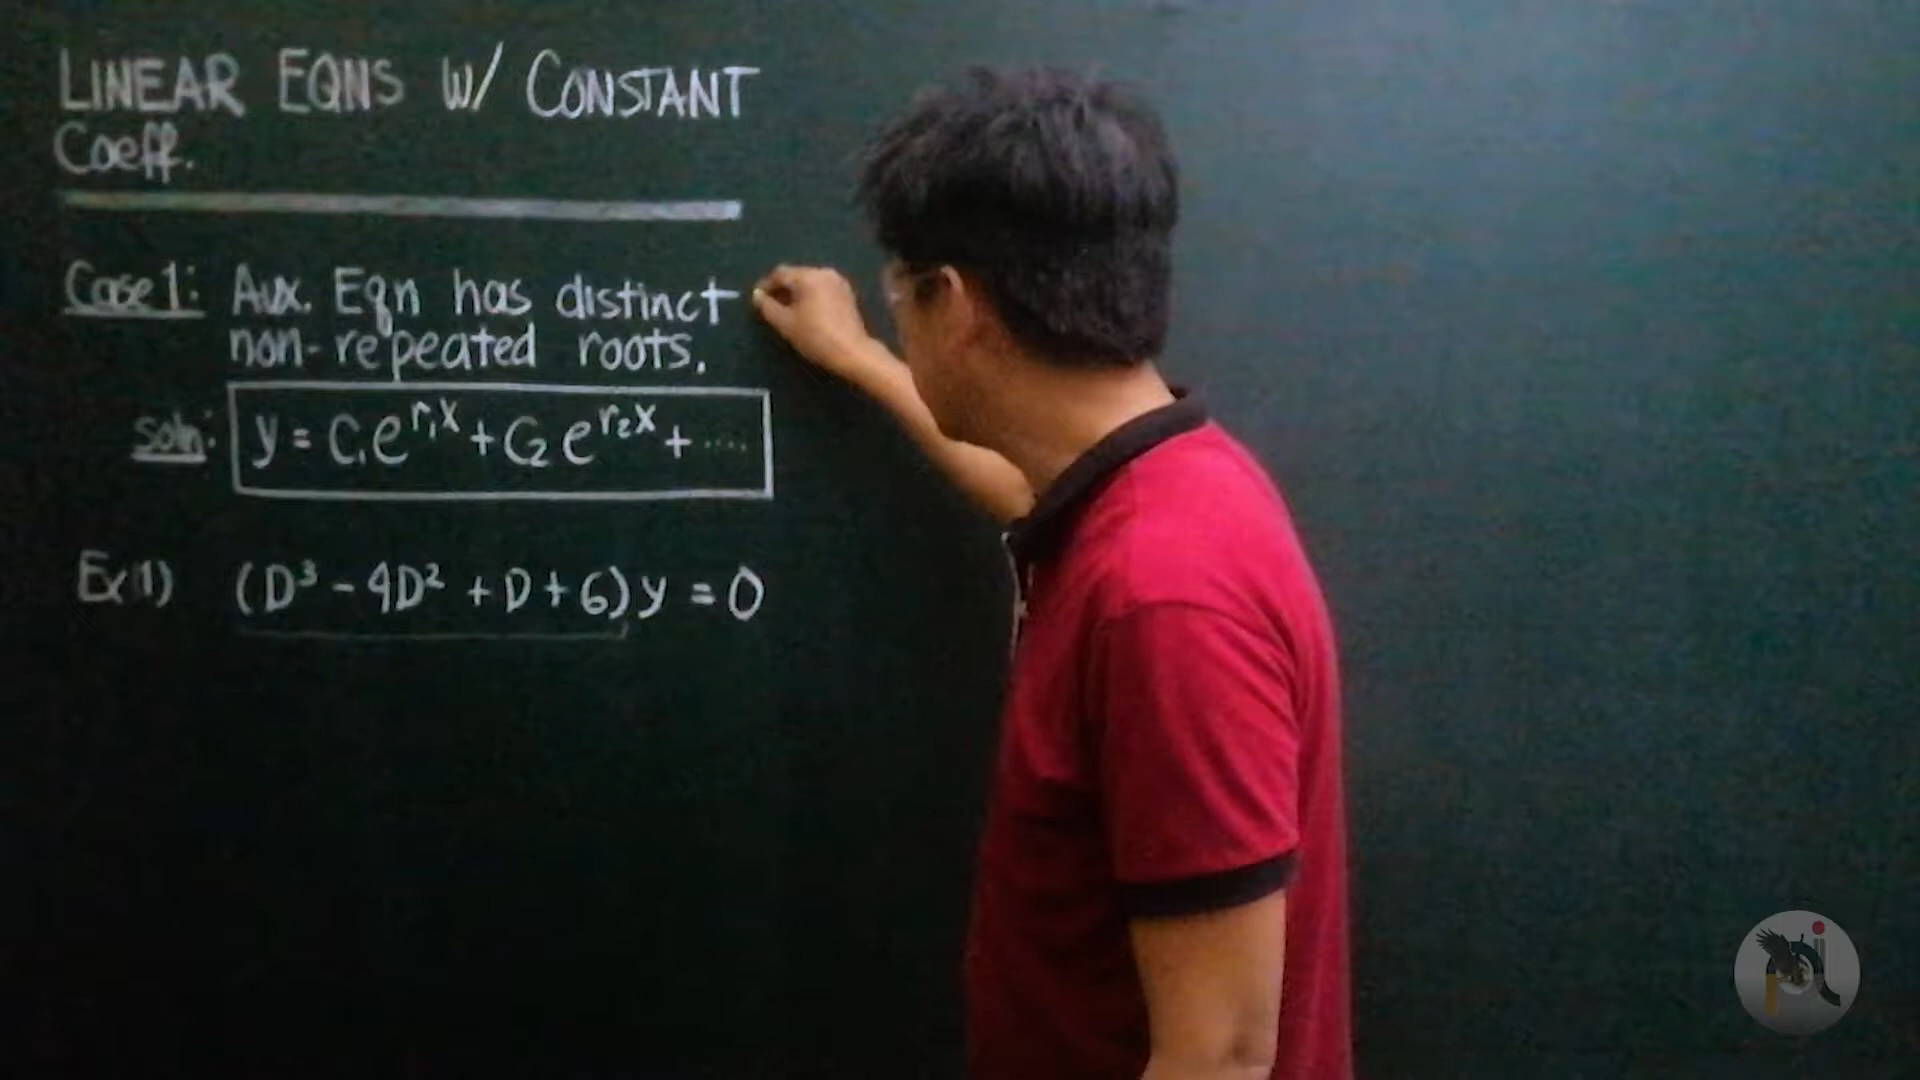 LINEAR EQNS W/ CONSTANT
Coeff.
Case 1: Aux. Eqn has distinct
non-repeated roots.
soln: y = C₁e^r₁x + C₂e^r₂x + ....
Ex 1) (D³ - 4D² + D + 6) y = 0